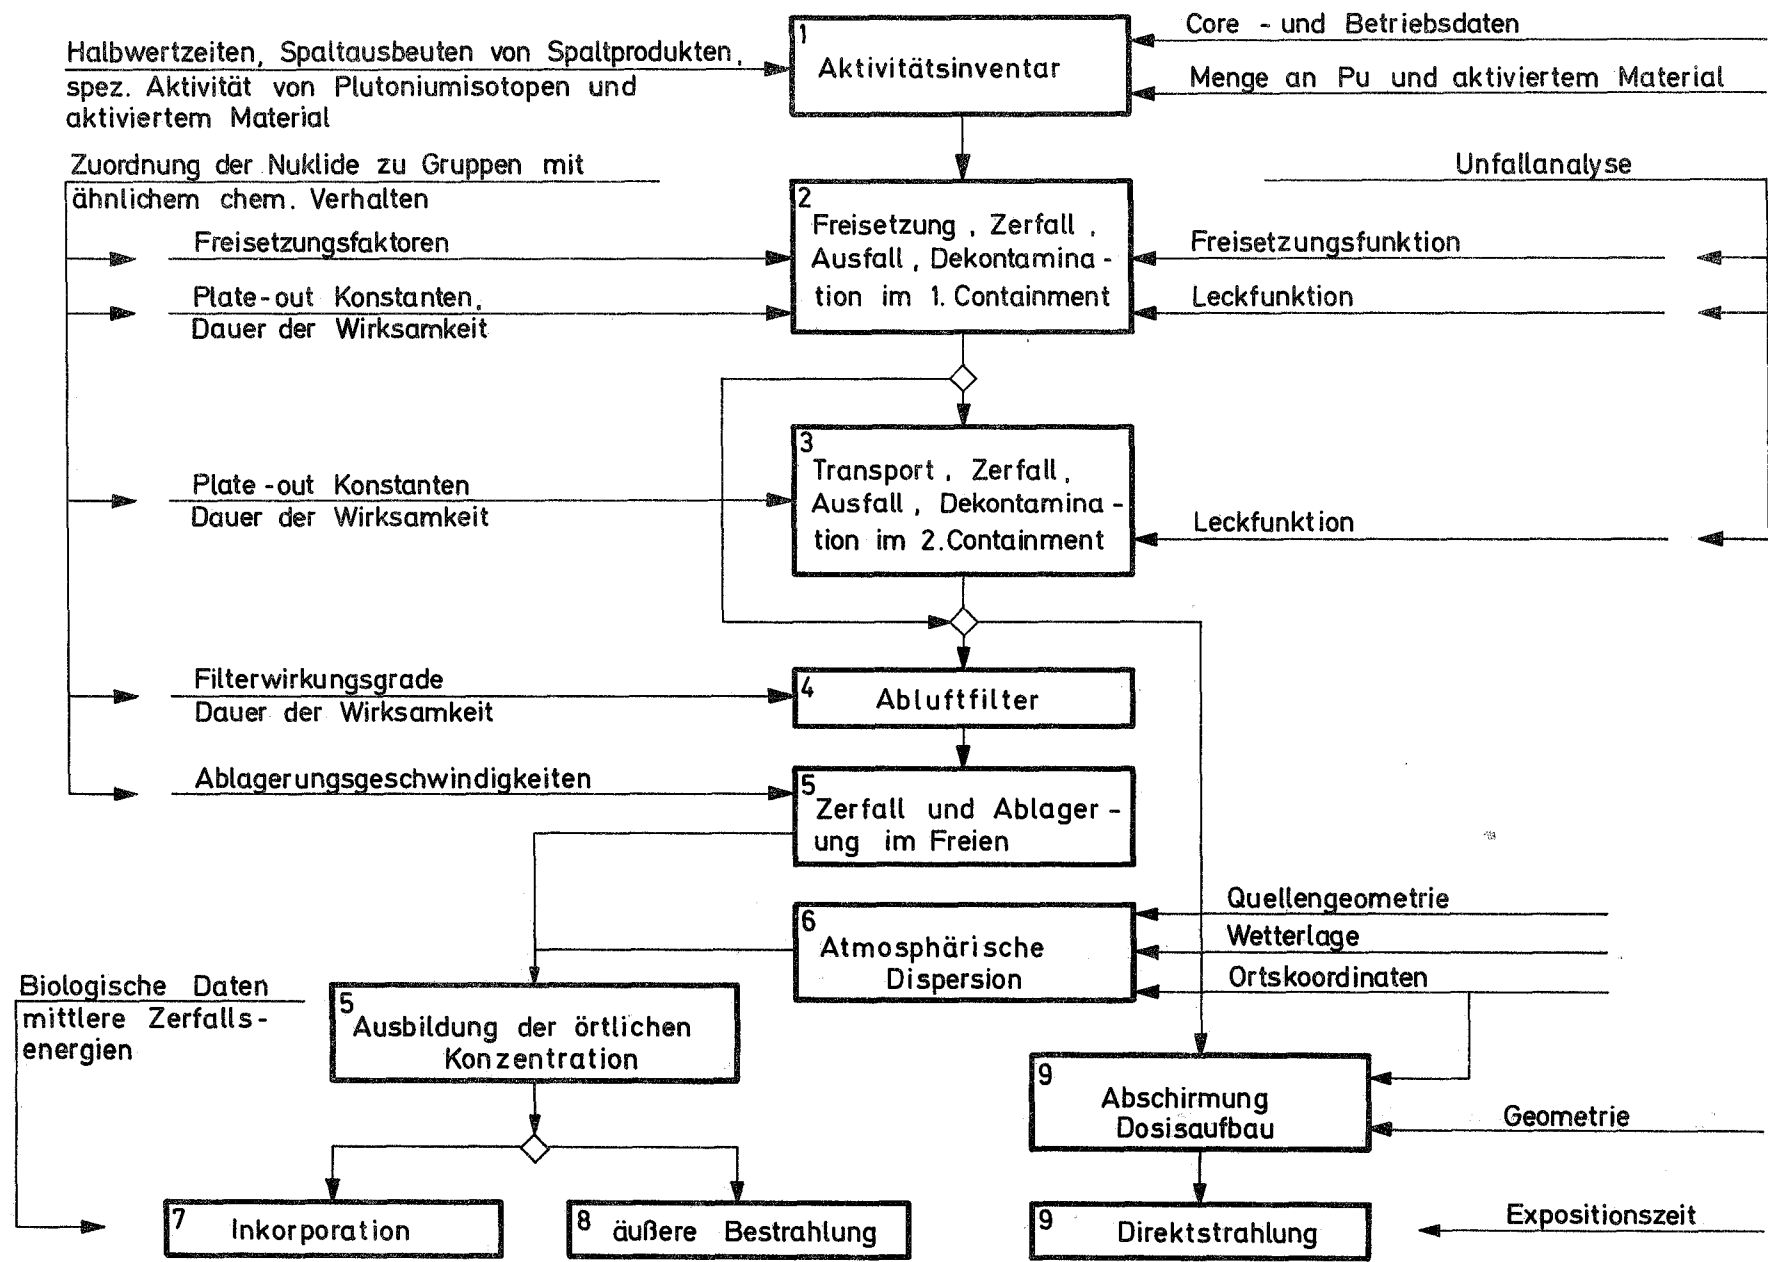 Halbwertzeiten, Spaltausbeuten von Spaltprodukten,
spez. Aktivität von Plutoniumisotopen und
aktiviertem Material
1
Aktivitätsinventar
Core - und Betriebsdaten
Menge an Pu und aktiviertem Material
Zuordnung der Nuklide zu Gruppen mit
ähnlichem chem. Verhalten
Unfallanalyse
Freisetzungsfaktoren
Plate-out Konstanten,
Dauer der Wirksamkeit
2
Freisetzung, Zerfall,
Ausfall, Dekontamina-
tion im 1. Containment
Freisetzungsfunktion
Leckfunktion
Plate-out Konstanten
Dauer der Wirksamkeit
3
Transport, Zerfall,
Ausfall, Dekontamina-
tion im 2. Containment
Leckfunktion
Filterwirkungsgrade
Dauer der Wirksamkeit
4
Abluftfilter
Ablagerungsgeschwindigkeiten
5
Zerfall und Ablager-
ung im Freien
6
Atmosphärische
Dispersion
Quellengeometrie
Wetterlage
Ortskoordinaten
Biologische Daten
mittlere Zerfalls-
energien
5
Ausbildung der örtlichen
Konzentration
9
Abschirmung
Dosisaufbau
Geometrie
7
Inkorporation
8
äußere Bestrahlung
9
Direktstrahlung
Expositionszeit